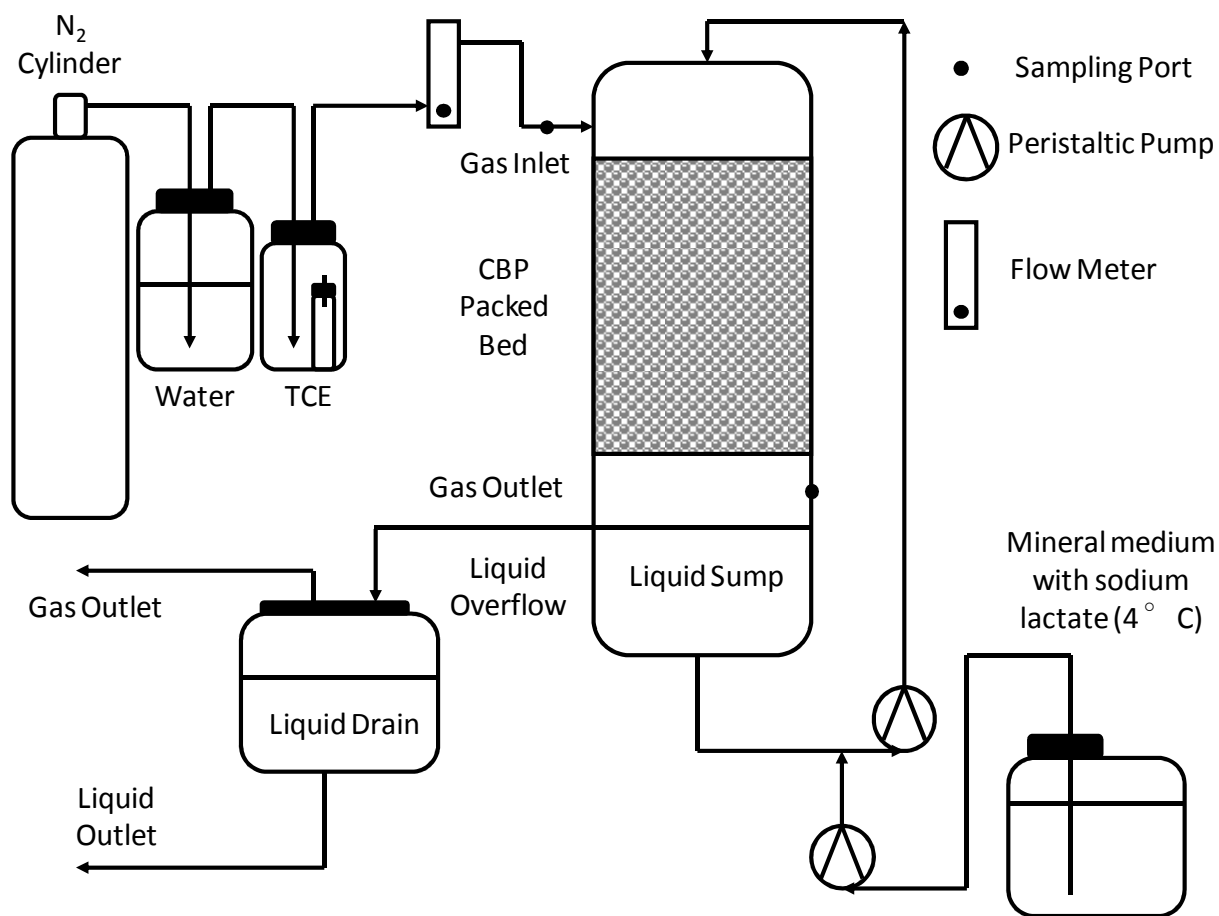 N2
Cylinder
Sampling Port
Peristaltic Pump
Gas Inlet
Flow Meter
CBP
Packed
Bed
Water
TCE
Gas Outlet
Liquid
Overflow
Liquid Sump
Mineral medium
with sodium
lactate (4° C)
Gas Outlet
Liquid Drain
Liquid
Outlet